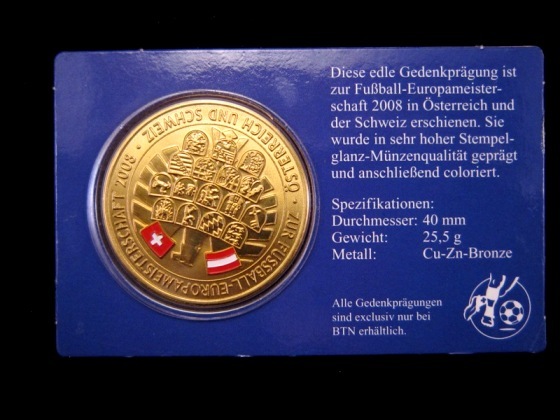 ZUR FUSSBALL-EUROPAMEISTERSCHAFT 2008 · ÖSTERREICH UND SCHWEIZ ·
Diese edle Gedenkprägung ist
zur Fußball-Europameister-
schaft 2008 in Österreich und
der Schweiz erschienen. Sie
wurde in sehr hoher Stempel-
glanz-Münzenqualität geprägt
und anschließend coloriert.
Spezifikationen:
Durchmesser: 40 mm
Gewicht: 25,5 g
Metall: Cu-Zn-Bronze
Alle Gedenkprägungen
sind exclusiv nur bei
BTN erhältlich.